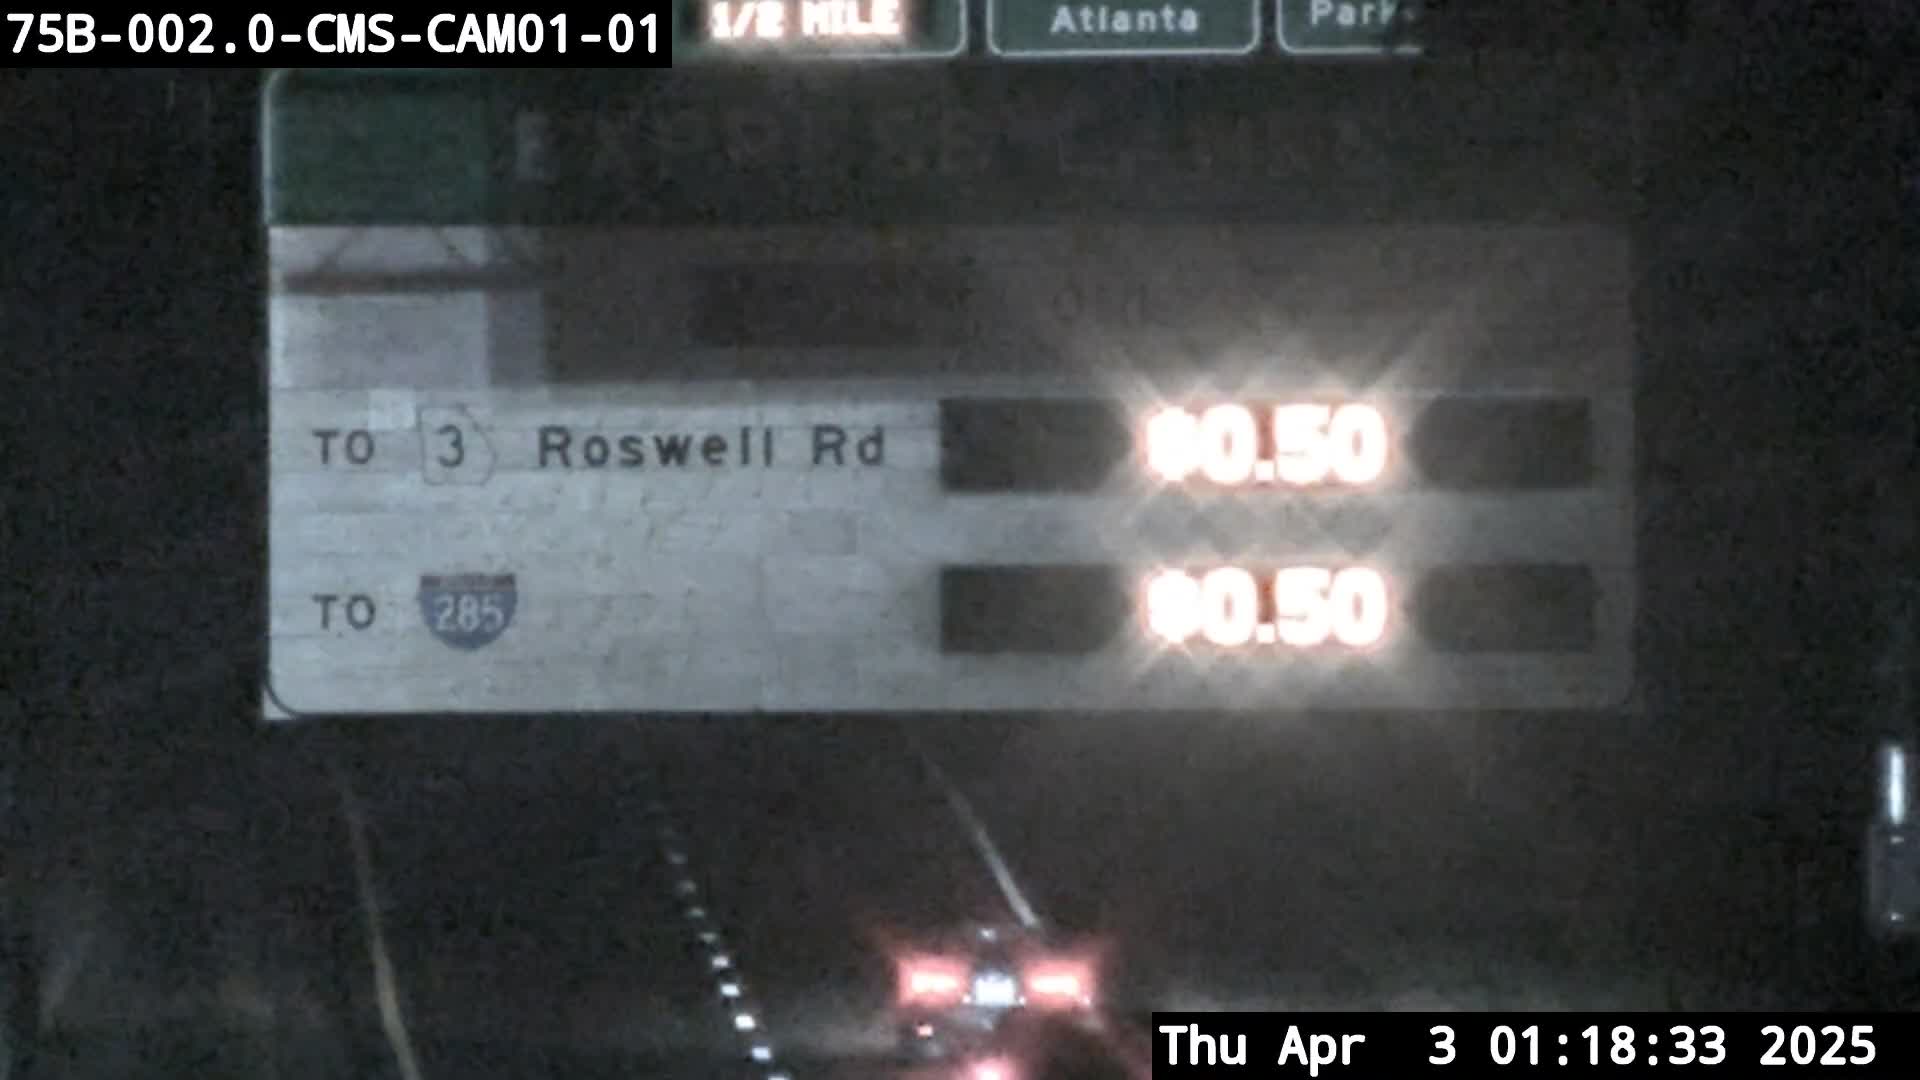 75B-002.0-CMS-CAM01-01
1/2 MILE
Atlanta
Park
TO 3 Roswell Rd $0.50
TO 285 $0.50
Thu Apr 3 01:18:33 2025